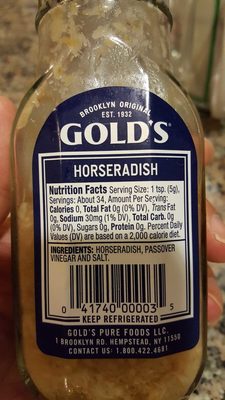 BROOKLYN ORIGINAL
EST. 1932
GOLD'S
HORSERADISH
Nutrition Facts Serving Size: 1 tsp. (5g),
Servings: About 34, Amount Per Serving:
Calories 0, Total Fat 0g (0% DV), Trans Fat
0g, Sodium 30mg (1% DV), Total Carb. 0g
(0% DV), Sugars 0g, Protein 0g. Percent Daily
Values (DV) are based on a 2,000 calorie diet.
INGREDIENTS: HORSERADISH, PASSOVER
VINEGAR AND SALT.
0 41740 00003 5
KEEP REFRIGERATED
GOLD'S PURE FOODS LLC.
1 BROOKLYN RD. HEMPSTEAD, NY 11550
CONTACT US: 1.800.422.4681